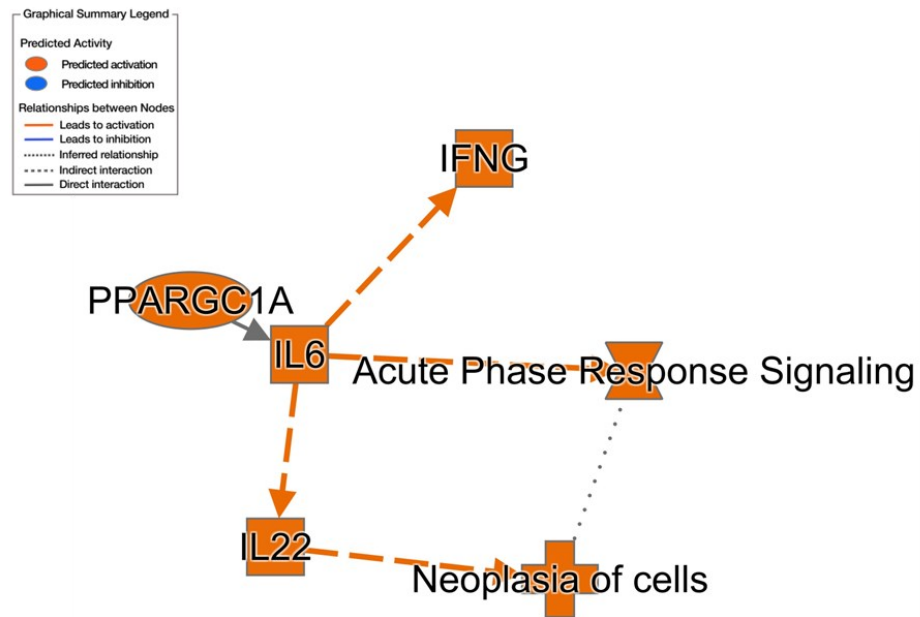 Graphical Summary Legend
Predicted Activity
Predicted activation
Predicted inhibition
Relationships between Nodes
Leads to activation
Leads to inhibition
Inferred relationship
Indirect interaction
Direct interaction
IFNG
PPARGC1A
IL6
Acute Phase Response Signaling
IL22
Neoplasia of cells